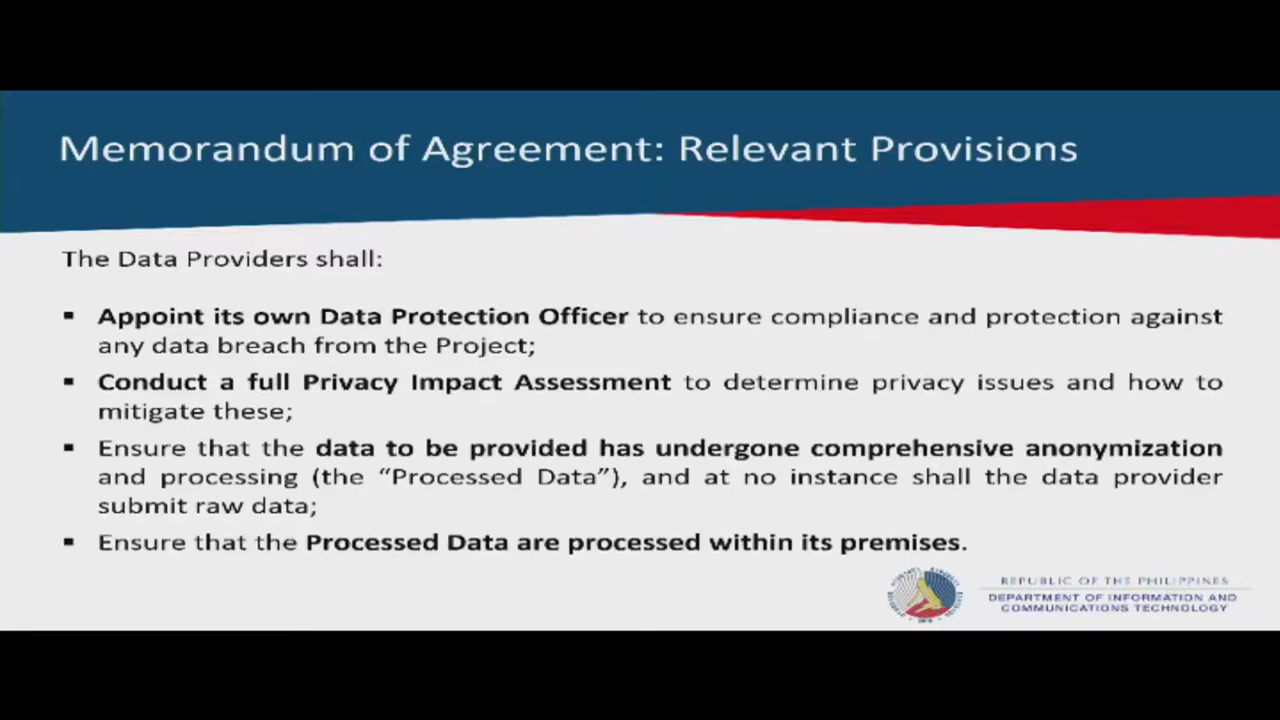 Memorandum of Agreement: Relevant Provisions
The Data Providers shall:
▪ Appoint its own Data Protection Officer to ensure compliance and protection against
any data breach from the Project;
▪ Conduct a full Privacy Impact Assessment to determine privacy issues and how to
mitigate these;
▪ Ensure that the data to be provided has undergone comprehensive anonymization
and processing (the “Processed Data”), and at no instance shall the data provider
submit raw data;
▪ Ensure that the Processed Data are processed within its premises.
REPUBLIC OF THE PHILIPPINES
DEPARTMENT OF INFORMATION AND
COMMUNICATIONS TECHNOLOGY